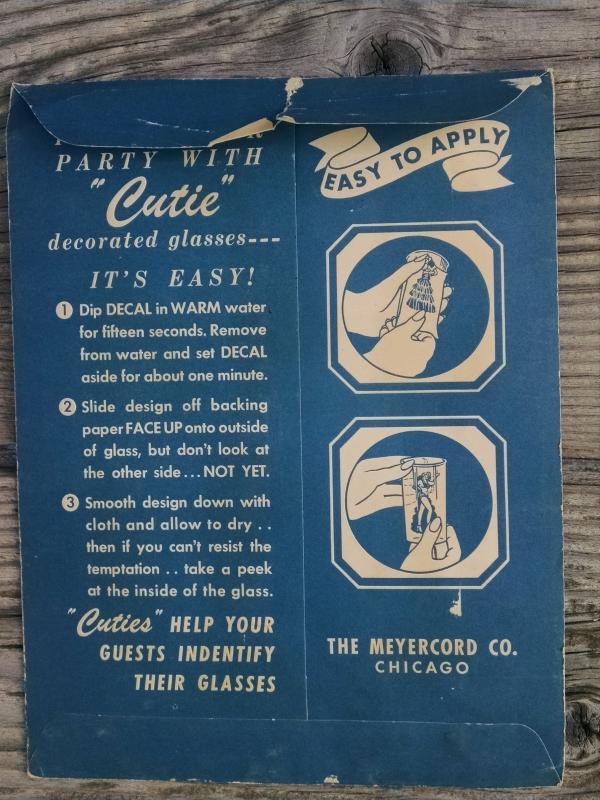 PARTY WITH
"Cutie"
decorated glasses---
IT'S EASY!
1 Dip DECAL in WARM water
for fifteen seconds. Remove
from water and set DECAL
aside for about one minute.
2 Slide design off backing
paper FACE UP onto outside
of glass, but don't look at
the other side...NOT YET.
3 Smooth design down with
cloth and allow to dry . .
then if you can't resist the
temptation . . take a peek
at the inside of the glass.
"Cuties" HELP YOUR
GUESTS INDENTIFY
THEIR GLASSES
EASY TO APPLY
THE MEYERCORD CO.
CHICAGO